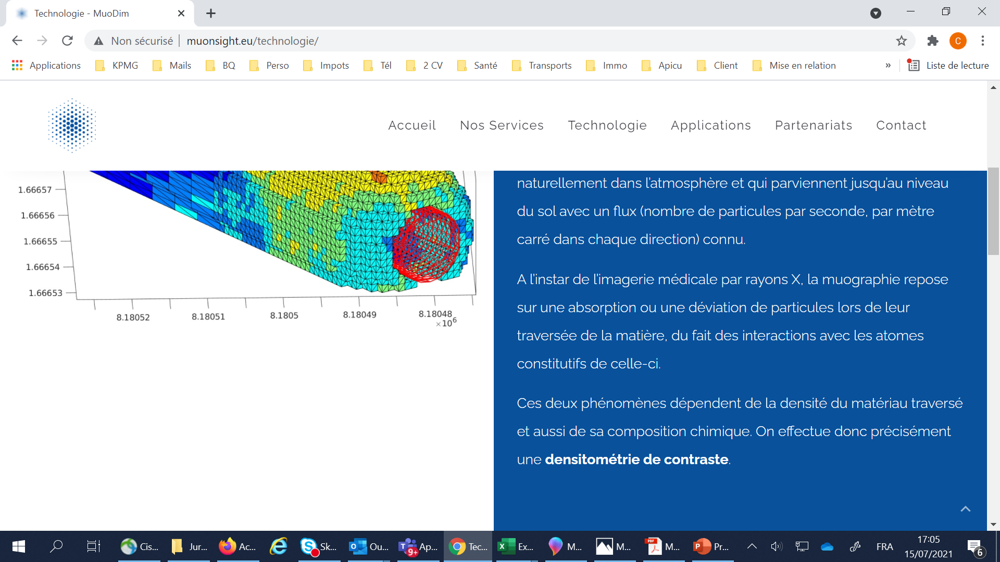 Technologie - MuoDim
Non sécurisé
muonsight.eu/technologie/
C
Applications
KPMG
Mails
BQ
Perso
Impots
Tél
2 CV
Santé
Transports
Immo
Apicu
Client
Mise en relation
»
Liste de lecture
Accueil
Nos Services
Technologie
Applications
Partenariats
Contact
1.66657
1.66656
1.66655
1.66654
1.66653
8.18052
8.18051
8.1805
8.18049
8.18048
×10⁶
naturellement dans l’atmosphère et qui parviennent jusqu’au niveau
du sol avec un flux (nombre de particules par seconde, par mètre
carré dans chaque direction) connu.
A l’instar de l’imagerie médicale par rayons X, la muographie repose
sur une absorption ou une déviation de particules lors de leur
traversée de la matière, du fait des interactions avec les atomes
constitutifs de celle-ci.
Ces deux phénomènes dépendent de la densité du matériau traversé
et aussi de sa composition chimique. On effectue donc précisément
une densitométrie de contraste.
Cis...
Jur...
Ac...
Sk...
Ou...
9+
Ap...
Tec...
Ex...
M...
M...
PDF
M...
Pr...
FRA
17:05
15/07/2021
6